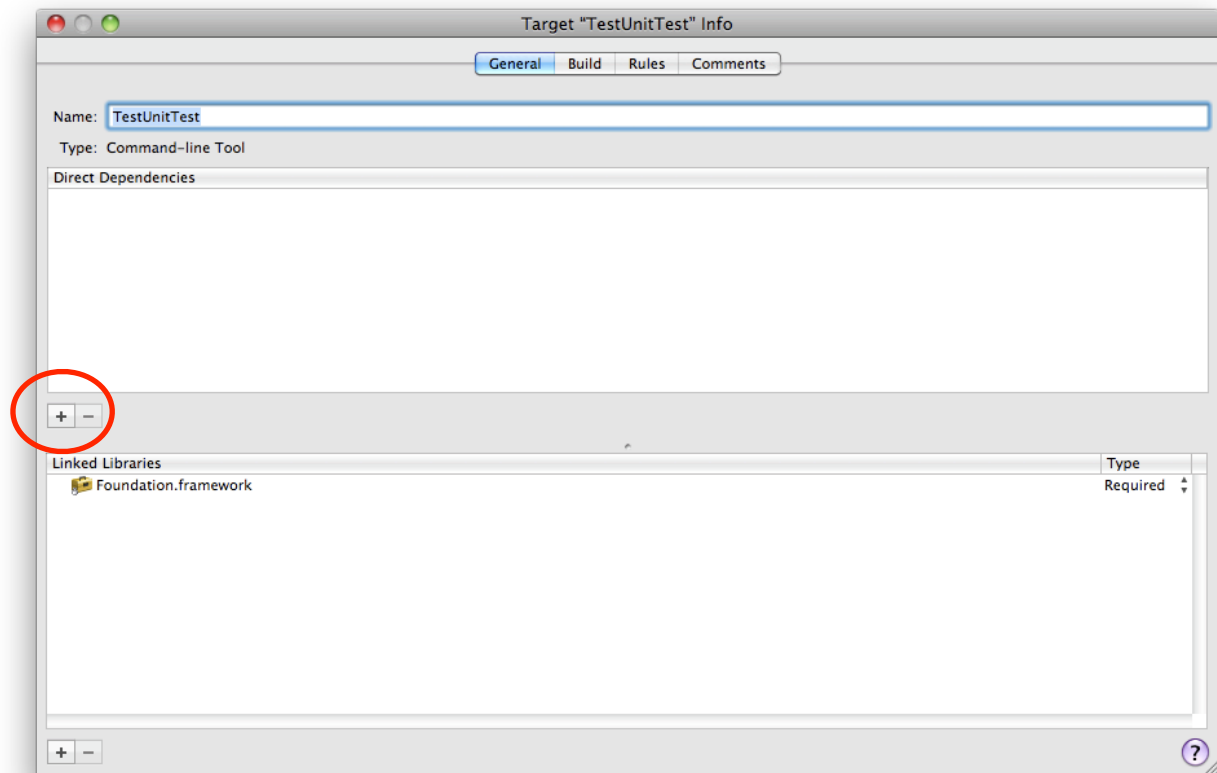 Target “TestUnitTest” Info
General Build Rules Comments
Name: TestUnitTest
Type: Command-line Tool
Direct Dependencies
+ −
Linked Libraries Type
Foundation.framework Required
+ −
?